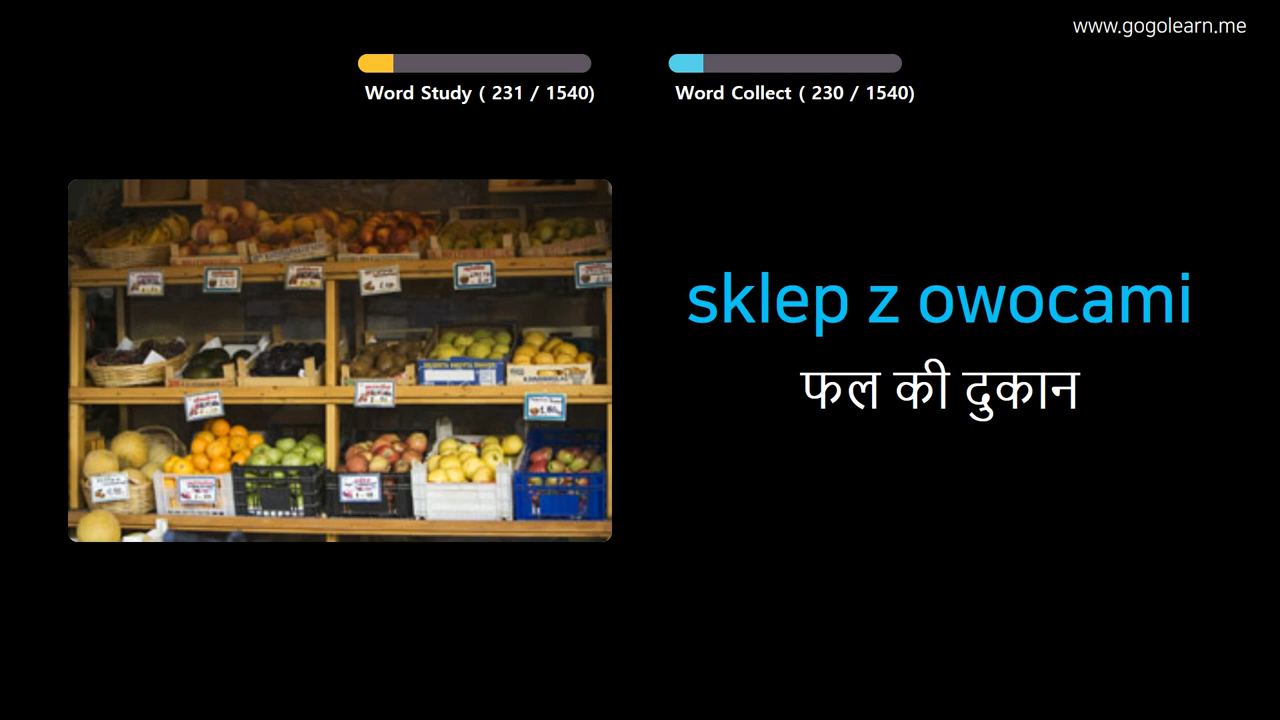 www.gogolearn.me
Word Study ( 231 / 1540)
Word Collect ( 230 / 1540)
sklep z owocami
फल की दुकान